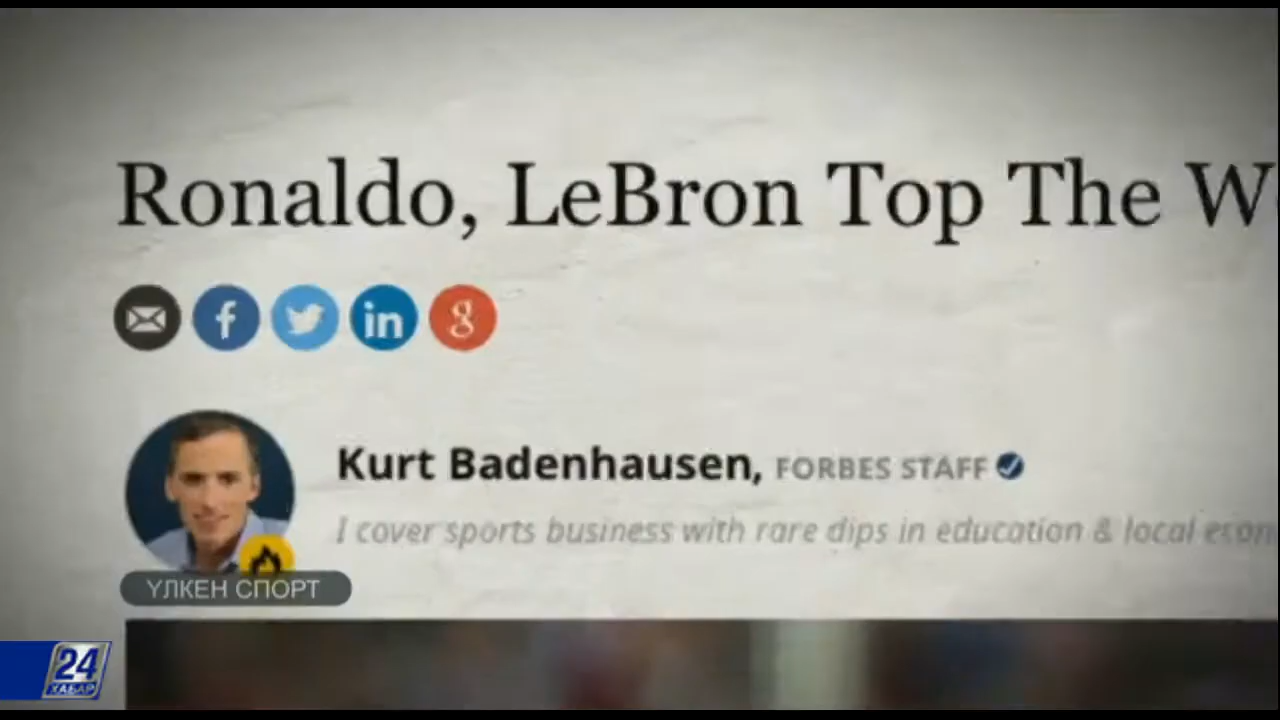 Ronaldo, LeBron Top The W
Kurt Badenhausen, FORBES STAFF
I cover sports business with rare dips in education & local econ
ҮЛКЕН СПОРТ
24
ХАБАР